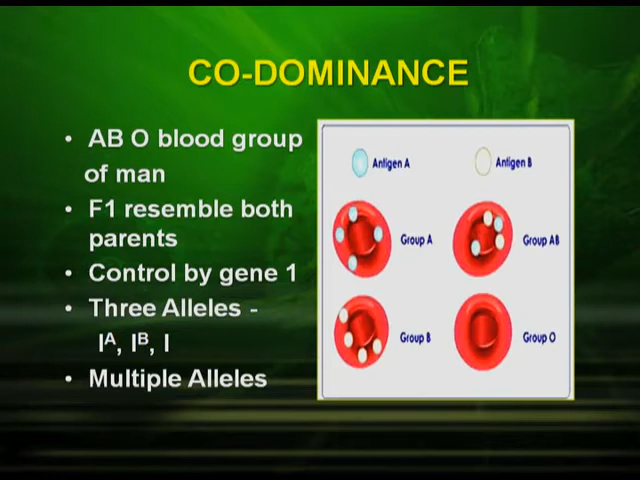 CO-DOMINANCE
• AB O blood group
of man
• F1 resemble both
parents
• Control by gene 1
• Three Alleles -
Iᴬ, Iᴮ, I
• Multiple Alleles
Antigen A
Antigen B
Group A
Group AB
Group B
Group O